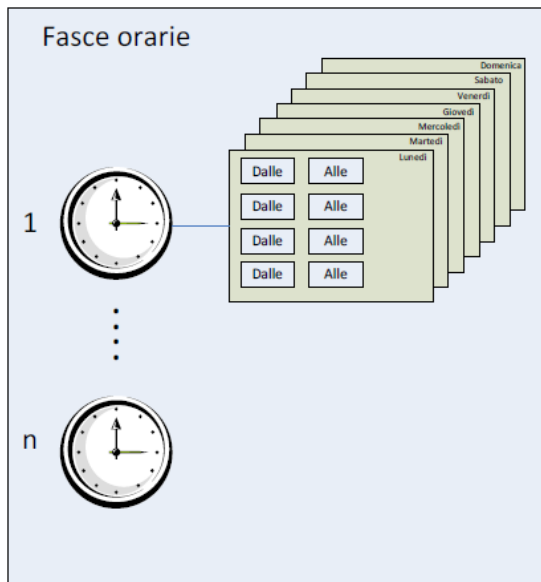 Fasce orarie
Domenica
Sabato
Venerdì
Giovedì
Mercoledì
Martedì
Lunedì
Dalle Alle
Dalle Alle
Dalle Alle
Dalle Alle
1
n